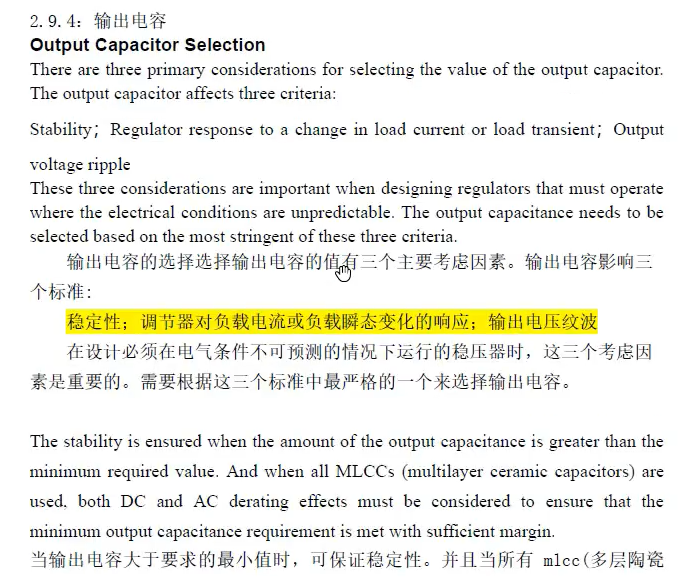 2.9.4：输出电容
Output Capacitor Selection
There are three primary considerations for selecting the value of the output capacitor.
The output capacitor affects three criteria:
Stability；Regulator response to a change in load current or load transient；Output
voltage ripple
These three considerations are important when designing regulators that must operate
where the electrical conditions are unpredictable. The output capacitance needs to be
selected based on the most stringent of these three criteria.
输出电容的选择选择输出电容的值有三个主要考虑因素。输出电容影响三
个标准:
稳定性；调节器对负载电流或负载瞬态变化的响应；输出电压纹波
在设计必须在电气条件不可预测的情况下运行的稳压器时，这三个考虑因
素是重要的。需要根据这三个标准中最严格的一个来选择输出电容。
The stability is ensured when the amount of the output capacitance is greater than the
minimum required value. And when all MLCCs (multilayer ceramic capacitors) are
used, both DC and AC derating effects must be considered to ensure that the
minimum output capacitance requirement is met with sufficient margin.
当输出电容大于要求的最小值时，可保证稳定性。并且当所有 mlcc(多层陶瓷